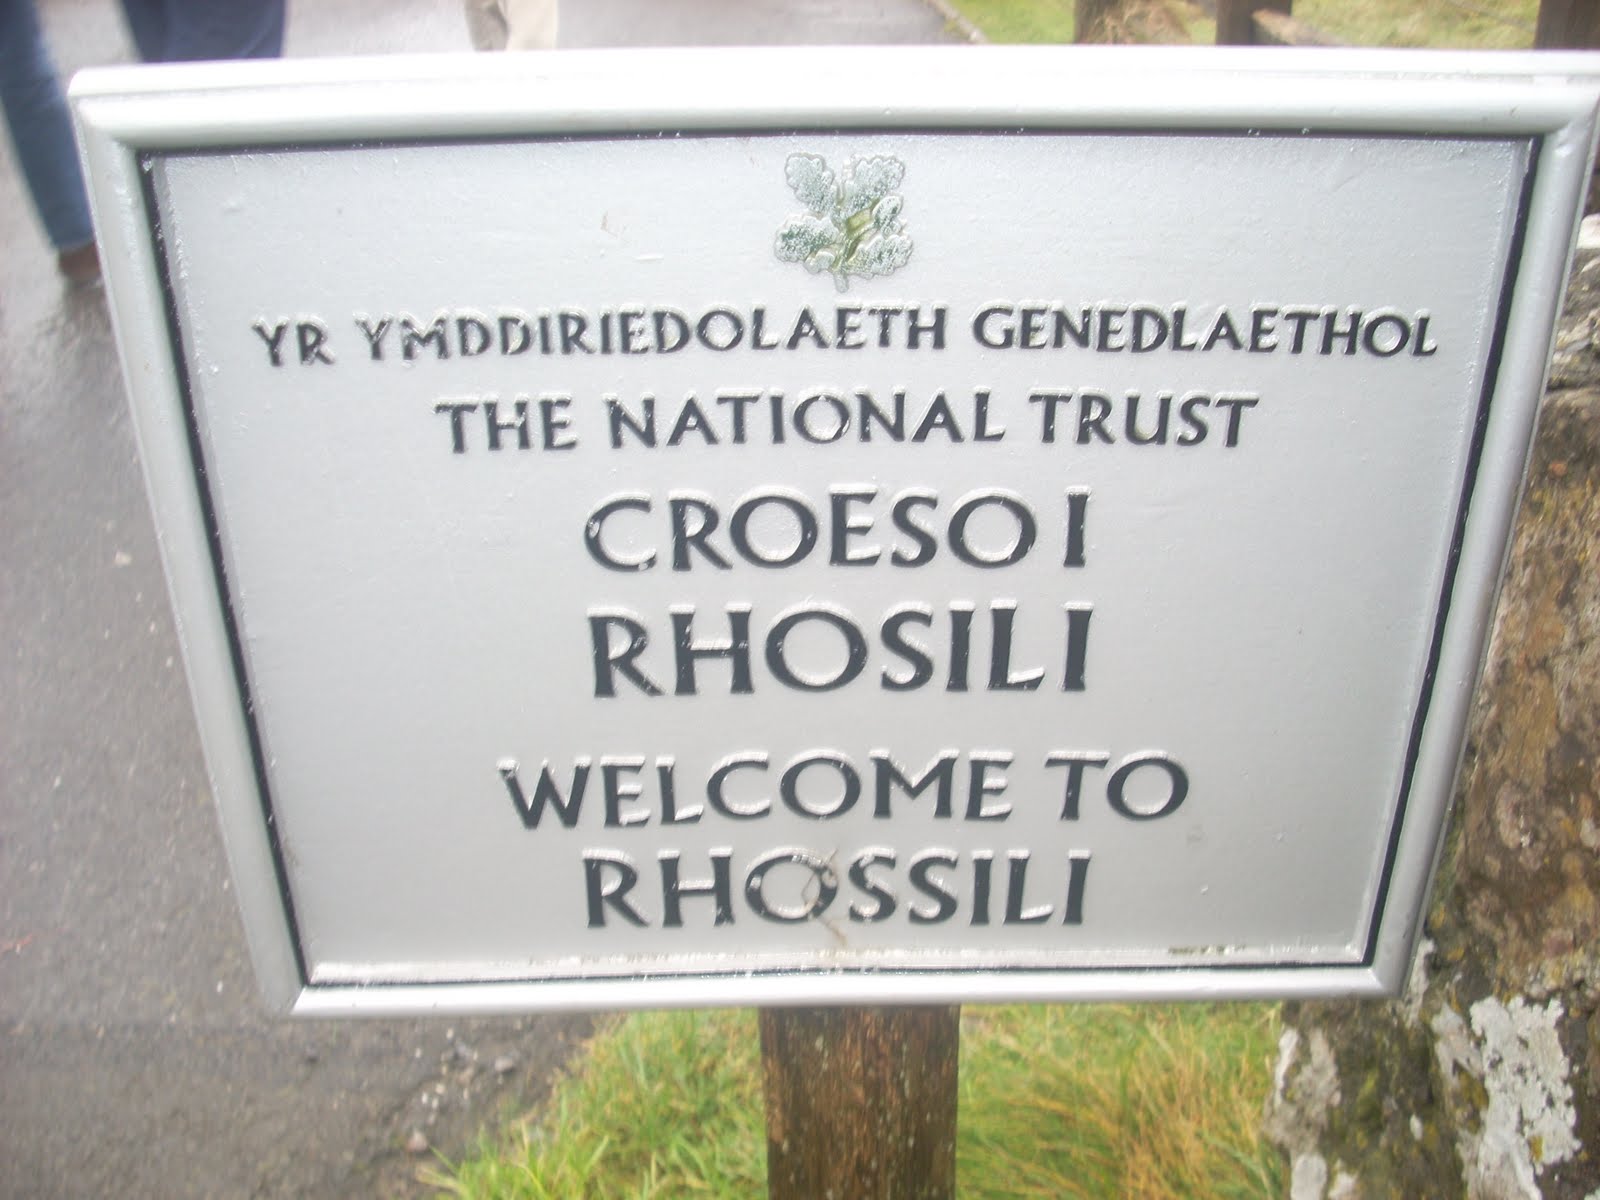 YR YMDDIRIEDOLAETH GENEDLAETHOL
THE NATIONAL TRUST
CROESO I
RHOSILI
WELCOME TO
RHOSSILI